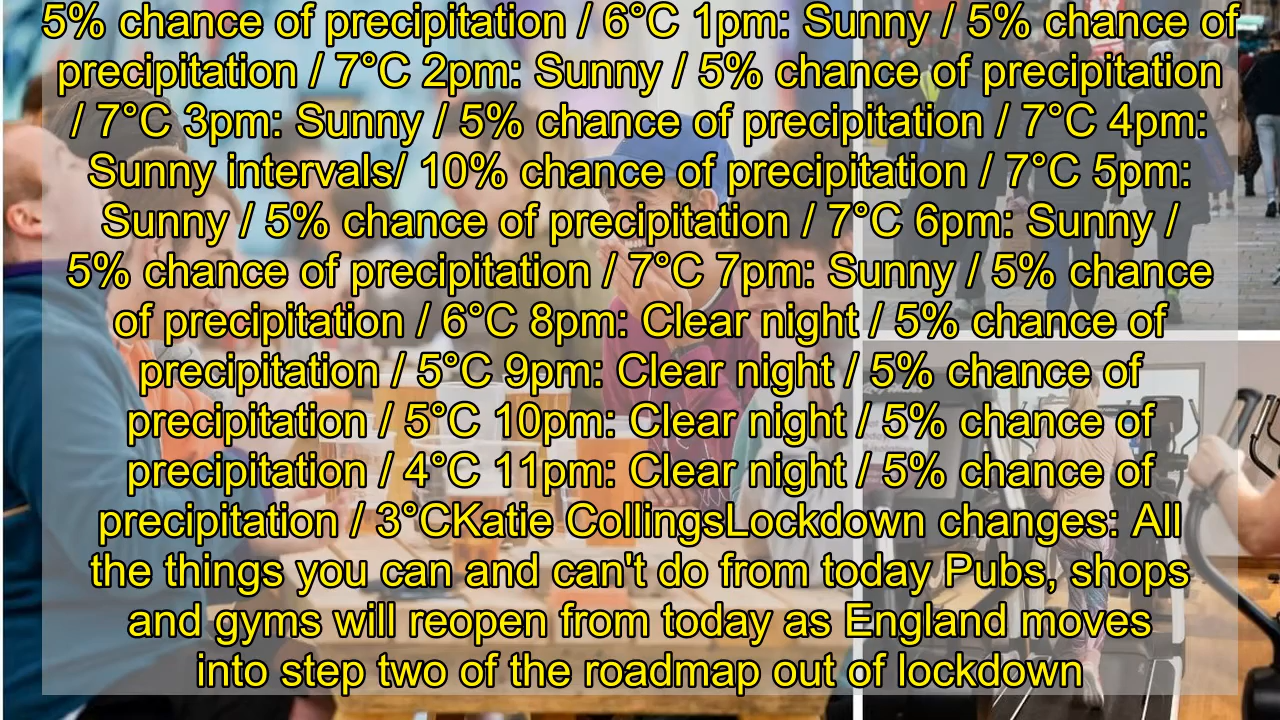 5% chance of precipitation / 6°C 1pm: Sunny / 5% chance of
precipitation / 7°C 2pm: Sunny / 5% chance of precipitation
/ 7°C 3pm: Sunny / 5% chance of precipitation / 7°C 4pm:
Sunny intervals/ 10% chance of precipitation / 7°C 5pm:
Sunny / 5% chance of precipitation / 7°C 6pm: Sunny /
5% chance of precipitation / 7°C 7pm: Sunny / 5% chance
of precipitation / 6°C 8pm: Clear night / 5% chance of
precipitation / 5°C 9pm: Clear night / 5% chance of
precipitation / 5°C 10pm: Clear night / 5% chance of
precipitation / 4°C 11pm: Clear night / 5% chance of
precipitation / 3°CKatie CollingsLockdown changes: All
the things you can and can't do from today Pubs, shops
and gyms will reopen from today as England moves
into step two of the roadmap out of lockdown